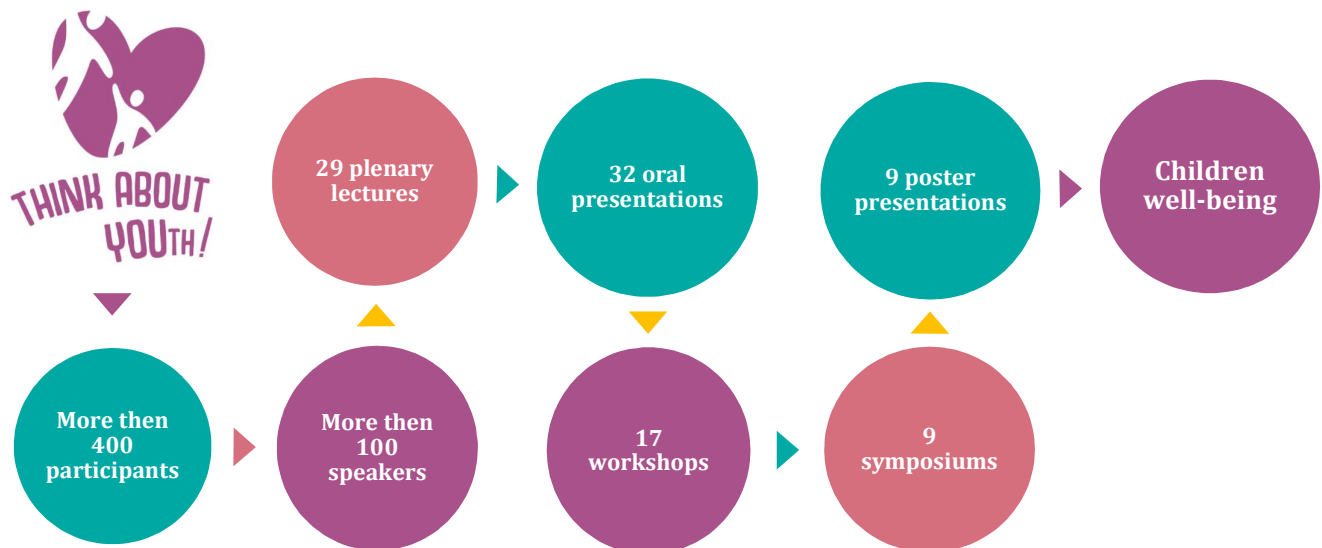 THINK ABOUT
YOUTH!
More then
400
participants
More then
100
speakers
29 plenary
lectures
32 oral
presentations
17
workshops
9
symposiums
9 poster
presentations
Children
well-being